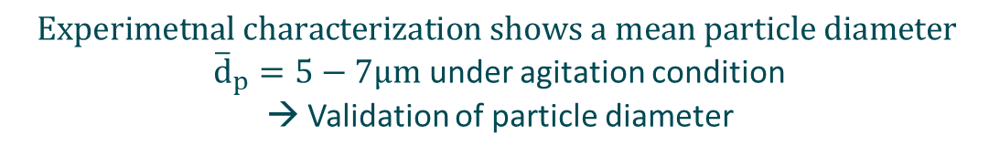 Experimetnal characterization shows a mean particle diameter
d̅ₚ = 5 − 7μm under agitation condition
→ Validation of particle diameter